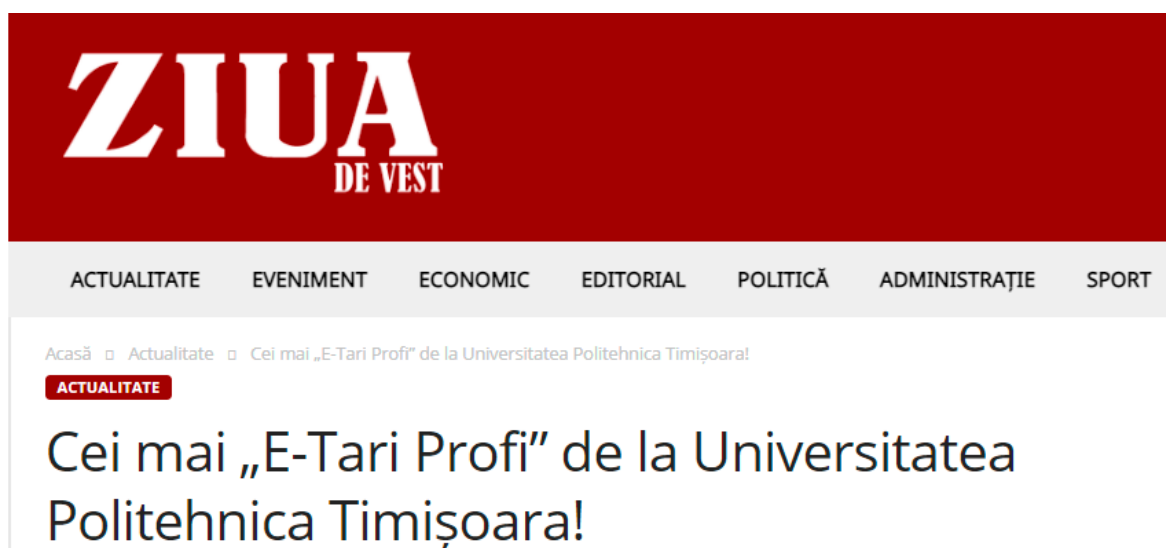 ZIUA
DE VEST
ACTUALITATE EVENIMENT ECONOMIC EDITORIAL POLITICĂ ADMINISTRAȚIE SPORT
Acasă Actualitate Cei mai „E-Tari Profi” de la Universitatea Politehnica Timișoara!
ACTUALITATE
Cei mai „E-Tari Profi” de la Universitatea
Politehnica Timișoara!